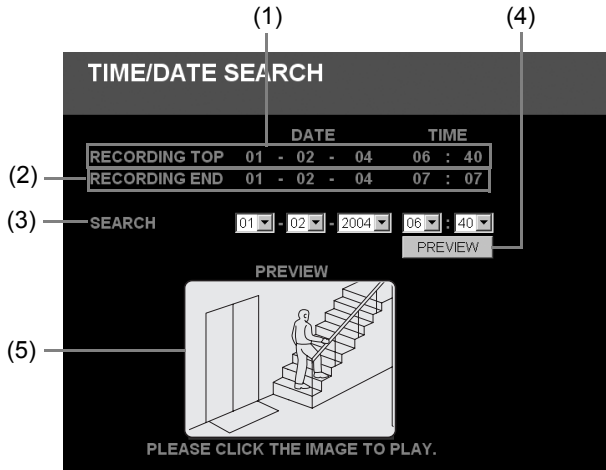 (1) (4)
TIME/DATE SEARCH
DATE TIME
RECORDING TOP 01 - 02 - 04 06 : 40
(2) RECORDING END 01 - 02 - 04 07 : 07
(3) SEARCH 01 - 02 - 2004 06 : 40
PREVIEW
PREVIEW
(5)
PLEASE CLICK THE IMAGE TO PLAY.